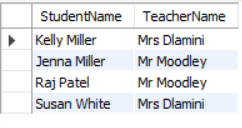 StudentName TeacherName
Kelly Miller Mrs Dlamini
Jenna Miller Mr Moodley
Raj Patel Mr Moodley
Susan White Mrs Dlamini